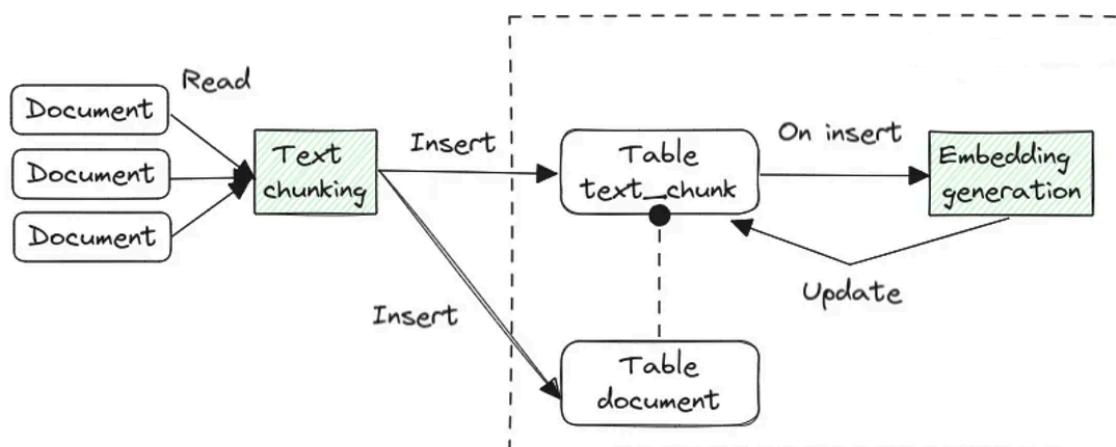 Read
Document
Document
Document
Text
chunking
Insert
Insert
Table
text_chunk
On insert
Embedding
generation
Update
Table
document